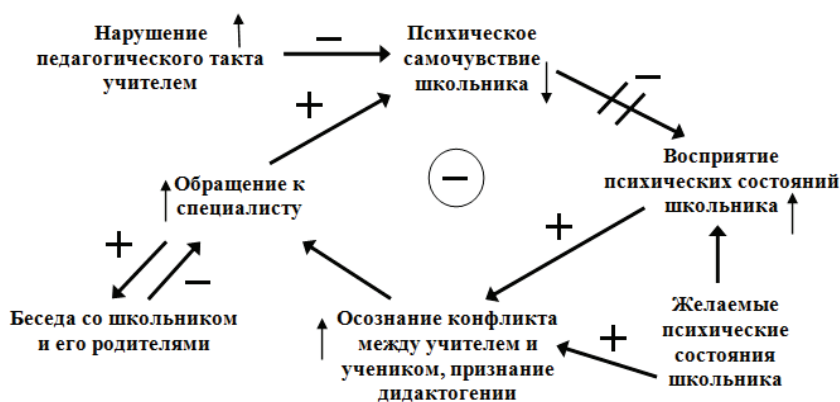 Нарушение
педагогического такта
учителем
−
Психическое
самочувствие
школьника
−
+
Восприятие
психических состояний
школьника
−
Обращение к
специалисту
+
+
−
Беседа со школьником
и его родителями
Осознание конфликта
между учителем и
учеником, признание
дидактогении
+
Желаемые
психические
состояния
школьника